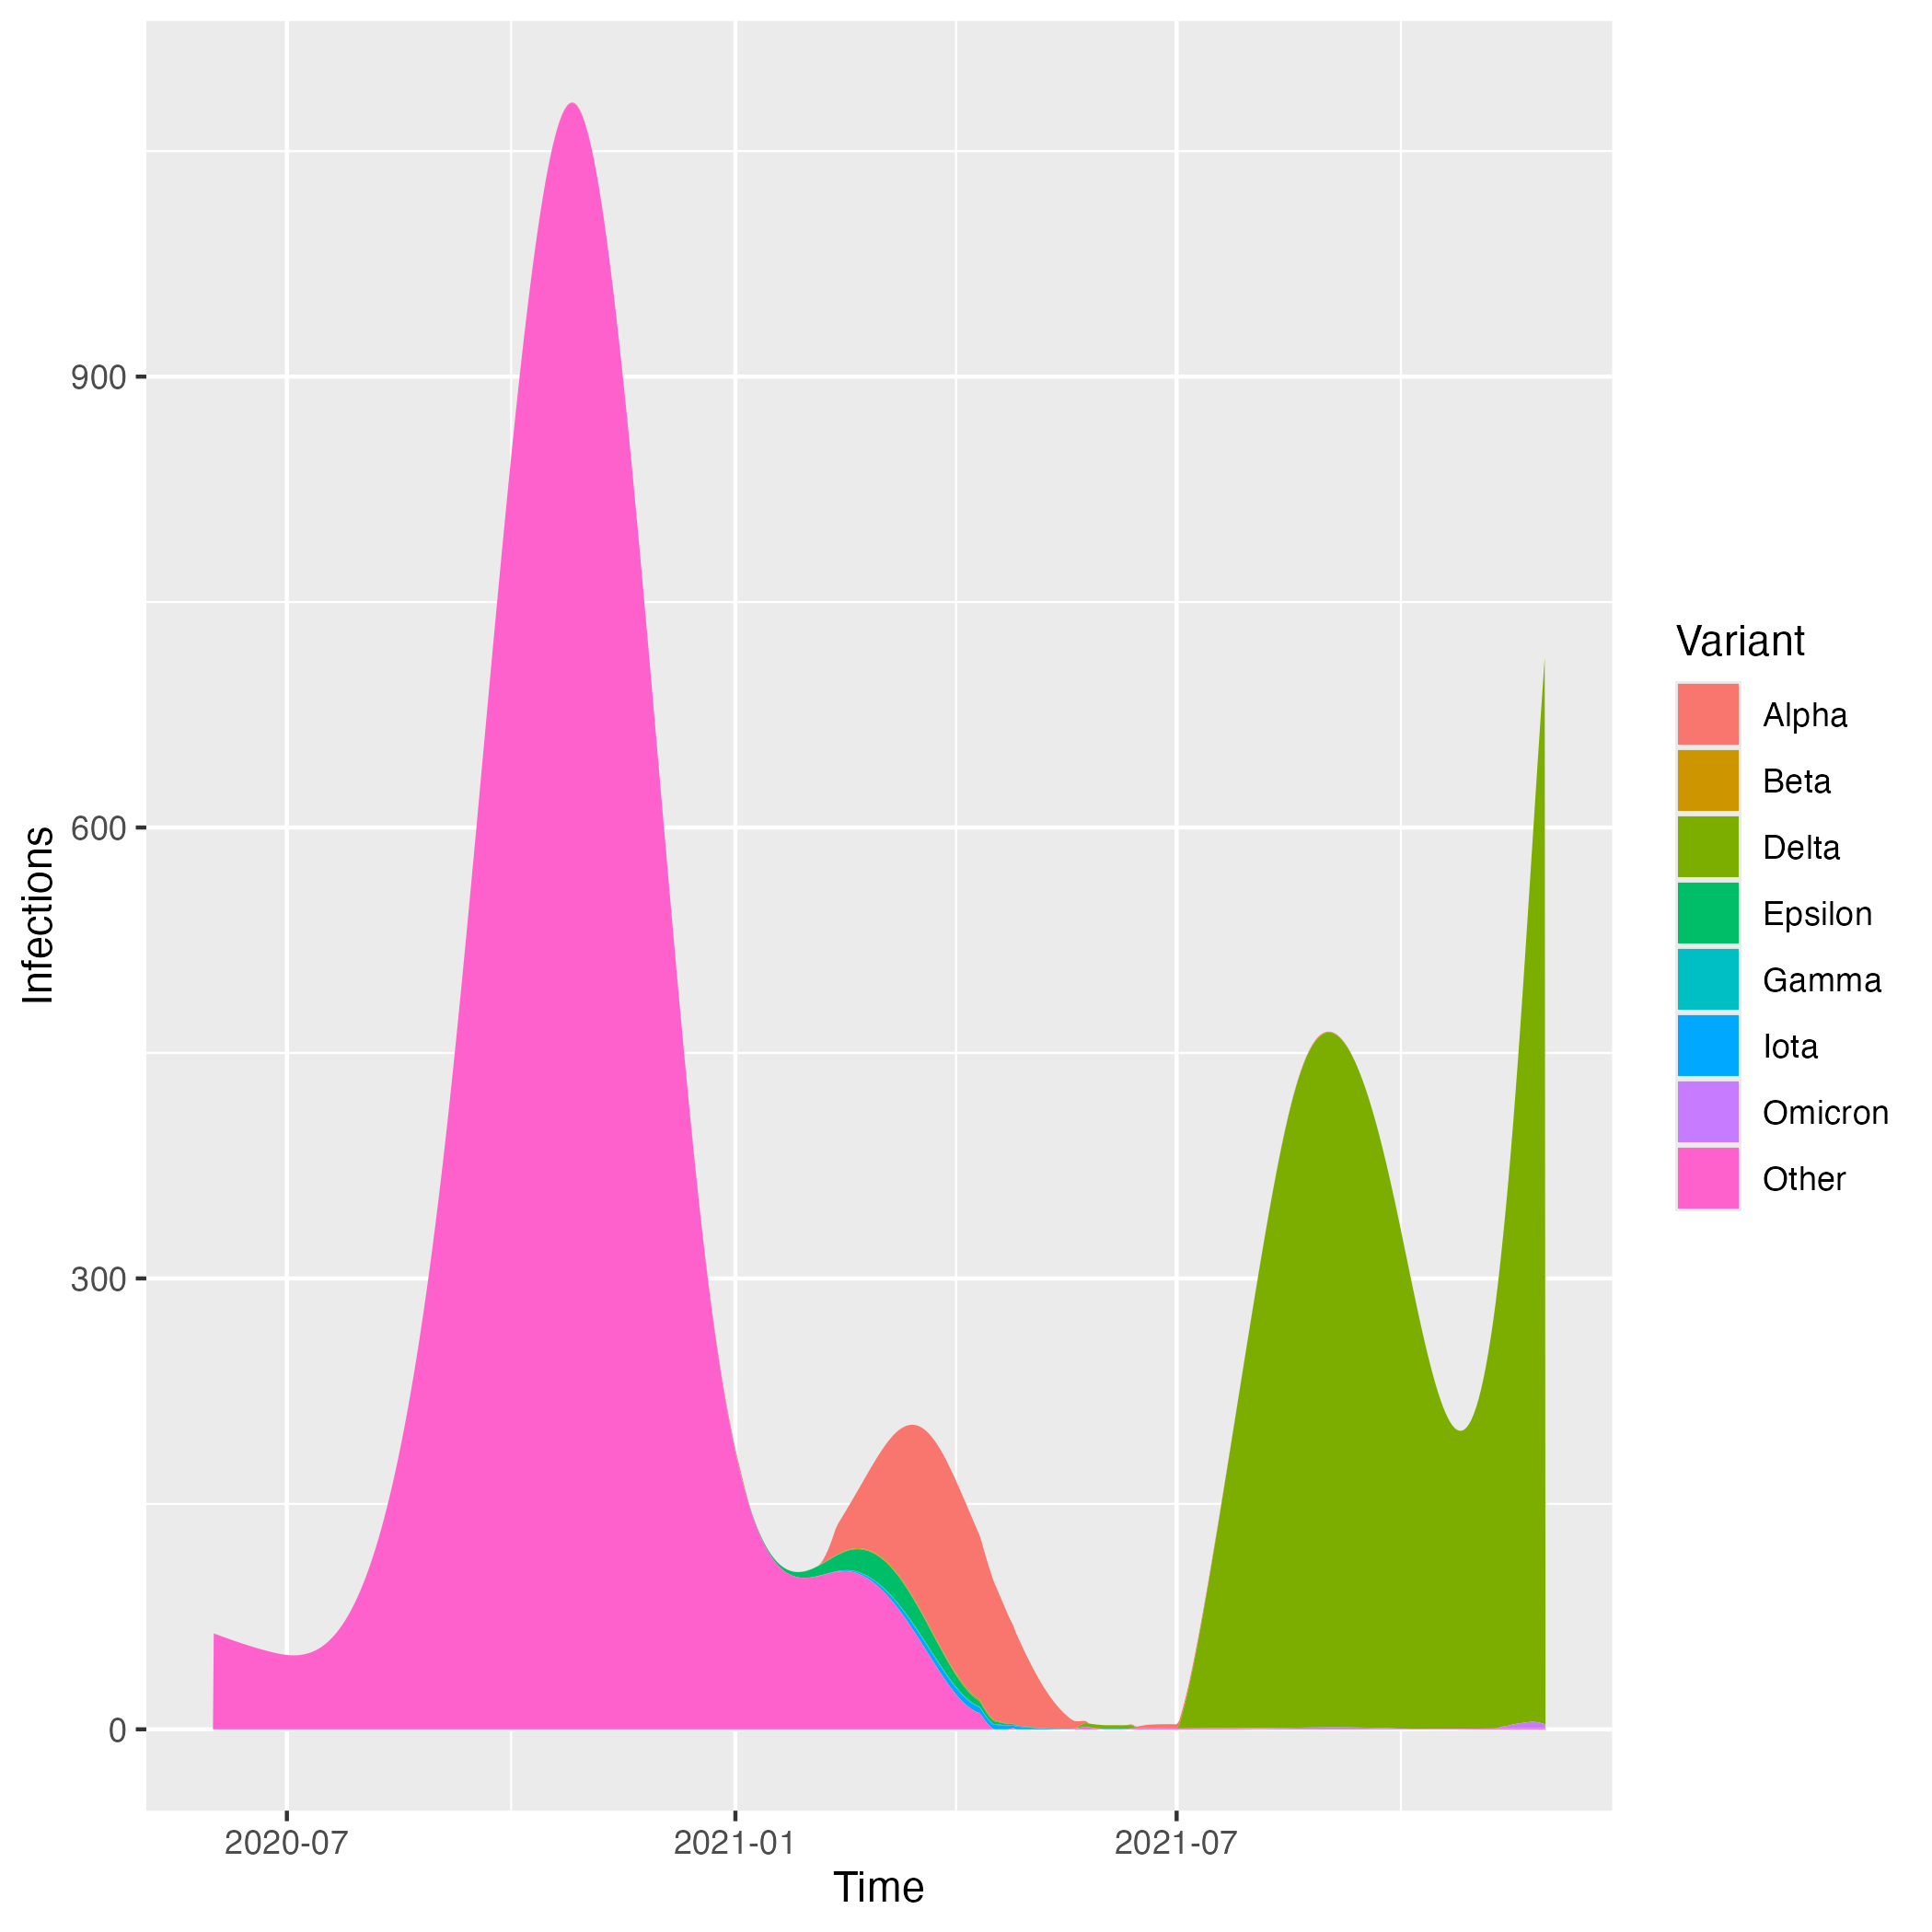 900
600
300
0
Infections
2020-07
2021-01
2021-07
Time
Variant
Alpha
Beta
Delta
Epsilon
Gamma
Iota
Omicron
Other